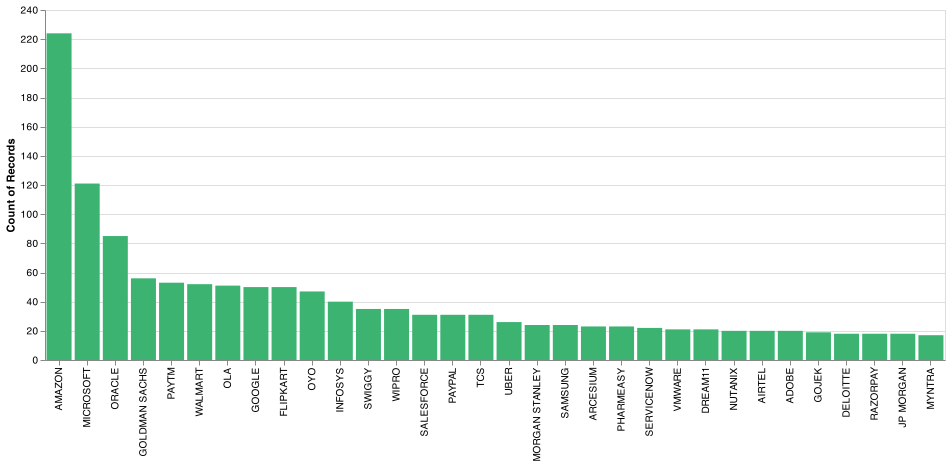 Count of Records
240
220
200
180
160
140
120
100
80
60
40
20
0
AMAZON
MICROSOFT
ORACLE
GOLDMAN SACHS
PAYTM
WALMART
OLA
GOOGLE
FLIPKART
OYO
INFOSYS
SWIGGY
WIPRO
SALESFORCE
PAYPAL
TCS
UBER
MORGAN STANLEY
SAMSUNG
ARCESIUM
PHARMEASY
SERVICENOW
VMWARE
DREAM11
NUTANIX
AIRTEL
ADOBE
GOJEK
DELOITTE
RAZORPAY
JP MORGAN
MYNTRA